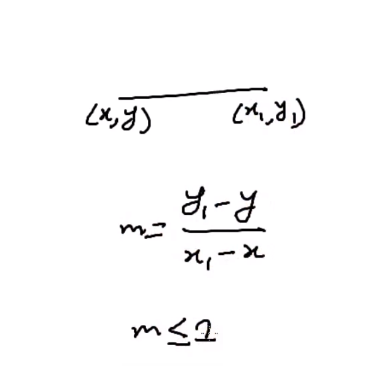 (x,y) (x₁,y₁)
m = y₁-y / x₁-x
m ≤ 1